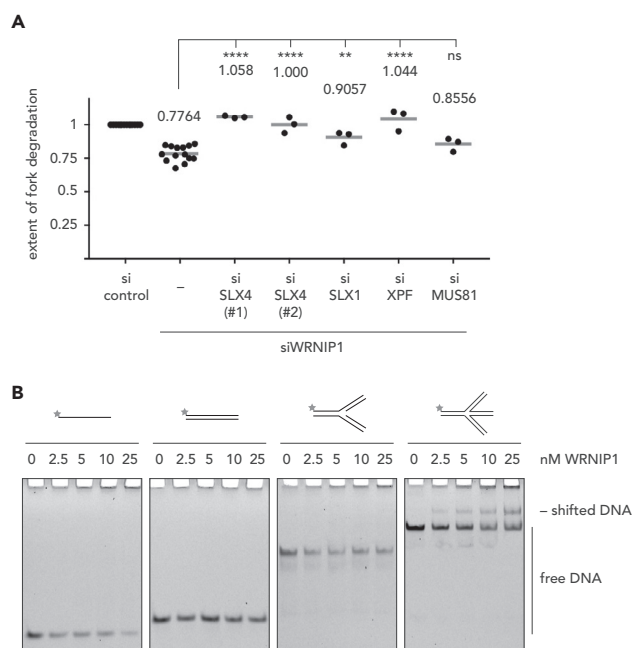 A
**** **** ** **** ns
1.058 1.000 1.044
0.9057 0.8556
0.7764
extent of fork degradation
1
0.75
0.5
0.25
si control
–
si SLX4 (#1)
si SLX4 (#2)
si SLX1
si XPF
si MUS81
siWRNIP1
B
0 2.5 5 10 25 0 2.5 5 10 25 0 2.5 5 10 25 0 2.5 5 10 25 nM WRNIP1
– shifted DNA
free DNA